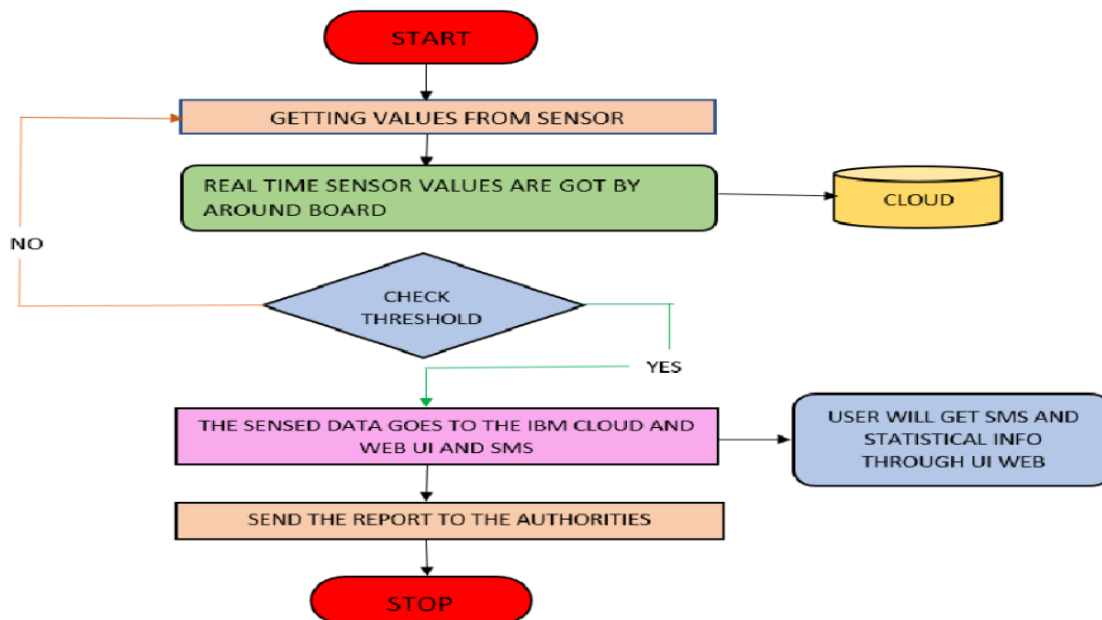 START
GETTING VALUES FROM SENSOR
REAL TIME SENSOR VALUES ARE GOT BY
AROUND BOARD
CLOUD
NO
CHECK
THRESHOLD
YES
THE SENSED DATA GOES TO THE IBM CLOUD AND
WEB UI AND SMS
USER WILL GET SMS AND
STATISTICAL INFO
THROUGH UI WEB
SEND THE REPORT TO THE AUTHORITIES
STOP